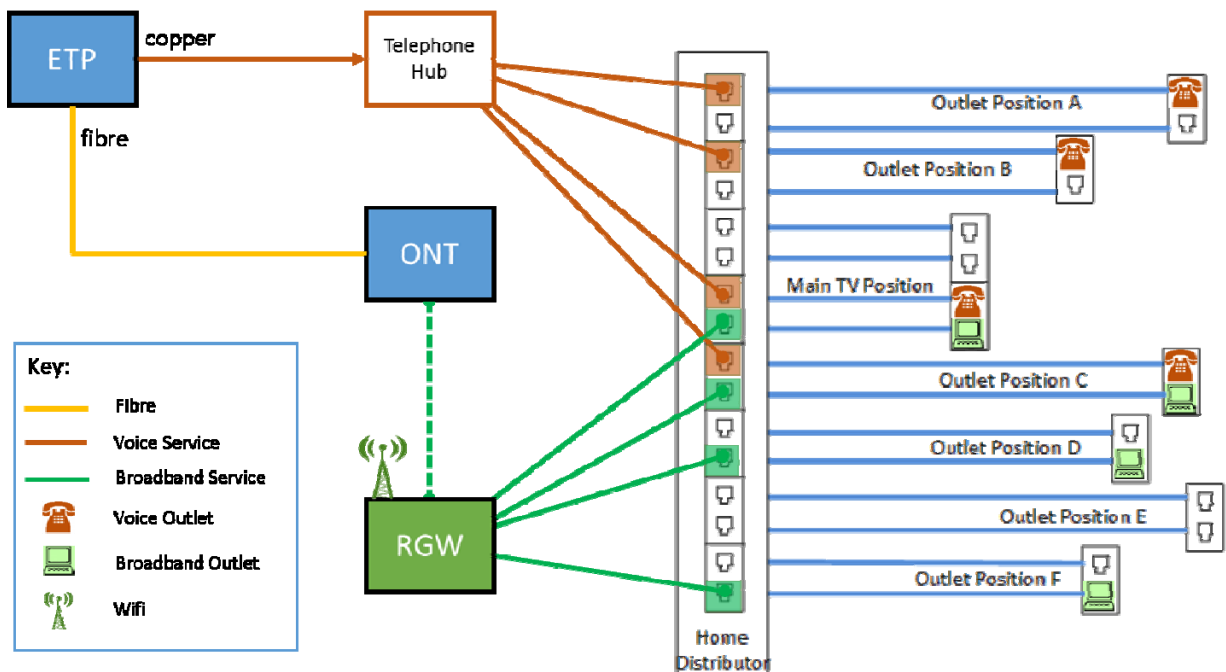 ETP
copper
Telephone
Hub
fibre
ONT
RGW
Outlet Position A
Outlet Position B
Main TV Position
Outlet Position C
Outlet Position D
Outlet Position E
Outlet Position F
Home
Distributor
Key:
Fibre
Voice Service
Broadband Service
Voice Outlet
Broadband Outlet
Wifi